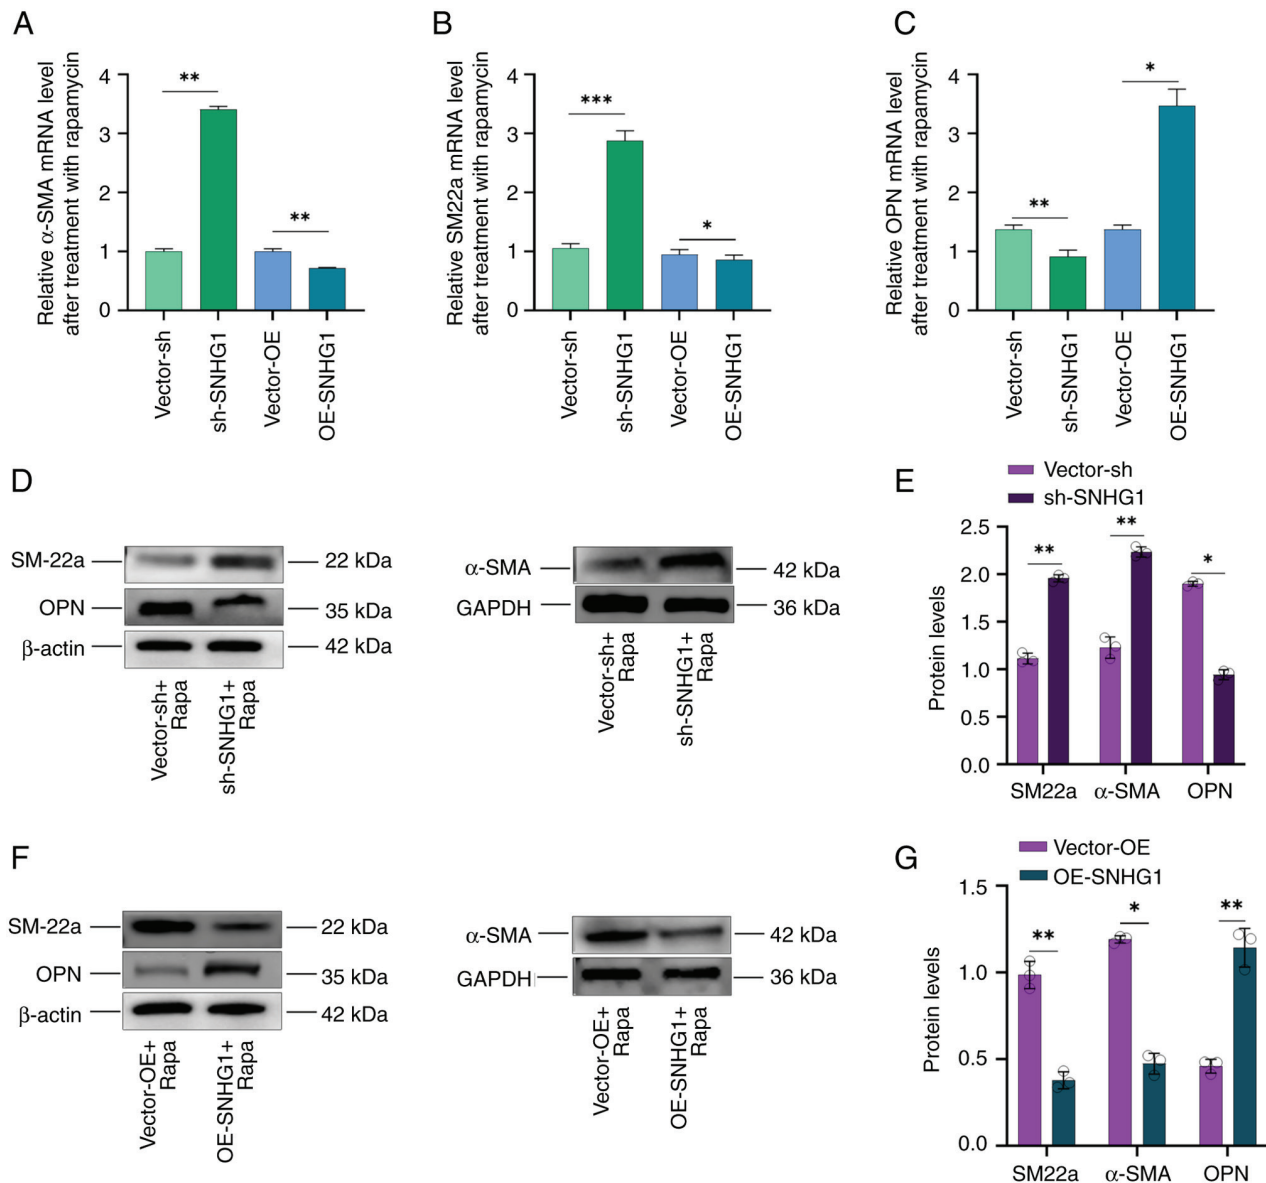 A
Relative α-SMA mRNA level
after treatment with rapamycin
4
3
2
1
0
**
**
Vector-sh
sh-SNHG1
Vector-OE
OE-SNHG1
B
Relative SM22a mRNA level
after treatment with rapamycin
4
3
2
1
0
***
*
Vector-sh
sh-SNHG1
Vector-OE
OE-SNHG1
C
Relative OPN mRNA level
after treatment with rapamycin
4
3
2
1
0
**
*
Vector-sh
sh-SNHG1
Vector-OE
OE-SNHG1
D
SM-22a
22 kDa
OPN
35 kDa
β-actin
42 kDa
Vector-sh+
Rapa
sh-SNHG1+
Rapa
α-SMA
42 kDa
GAPDH
36 kDa
Vector-sh+
Rapa
sh-SNHG1+
Rapa
E
Vector-sh
sh-SNHG1
Protein levels
2.5
2.0
1.5
1.0
0.5
0.0
**
**
*
SM22a
α-SMA
OPN
F
SM-22a
22 kDa
OPN
35 kDa
β-actin
42 kDa
Vector-OE+
Rapa
OE-SNHG1+
Rapa
α-SMA
42 kDa
GAPDH
36 kDa
Vector-OE+
Rapa
OE-SNHG1+
Rapa
G
Vector-OE
OE-SNHG1
Protein levels
1.5
1.0
0.5
0.0
**
*
**
SM22a
α-SMA
OPN